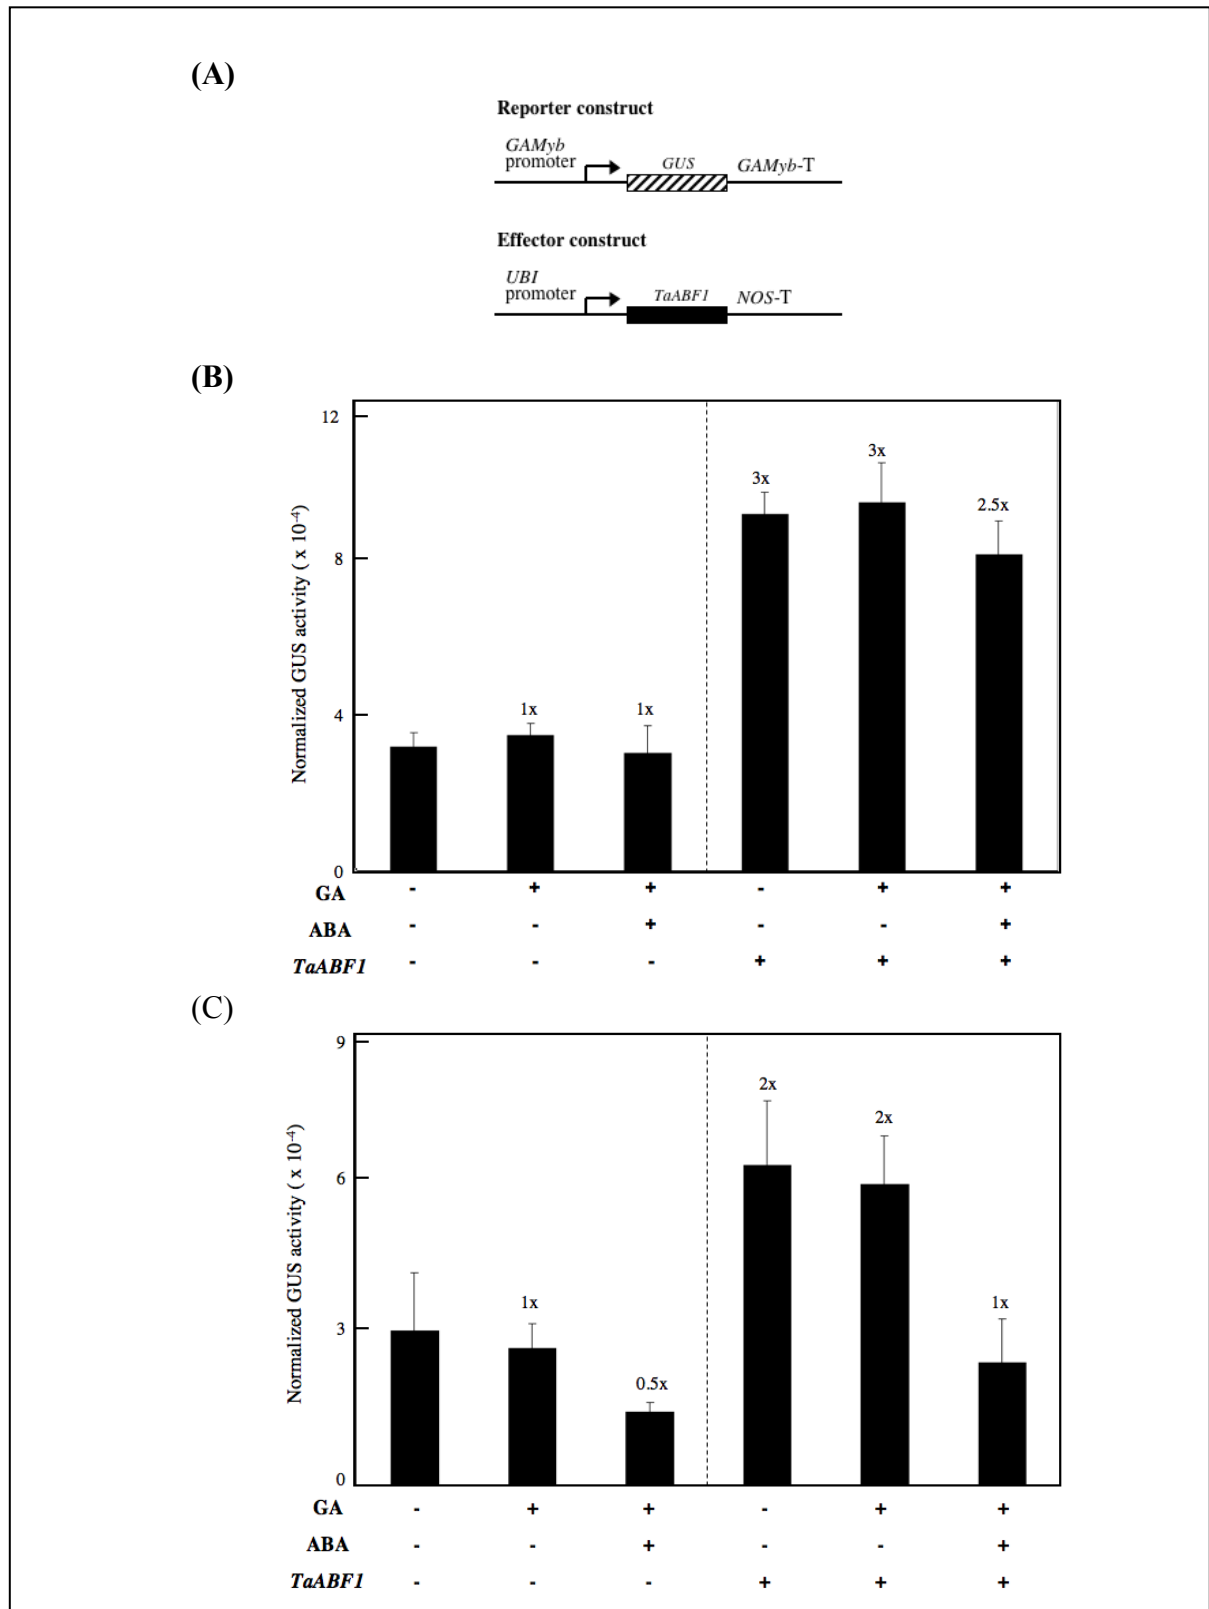 (A)
Reporter construct
GAMyb
promoter
GUS
GAMyb-T
Effector construct
UBI
promoter
TaABF1
NOS-T
(B)
Normalized GUS activity ( x 10-4)
12
8
4
0
1x
1x
3x
3x
2.5x
GA - + + - + +
ABA - - + - - +
TaABF1 - - - + + +
(C)
Normalized GUS activity ( x 10-4)
9
6
3
0
1x
0.5x
2x
2x
1x
GA - + + - + +
ABA - - + - - +
TaABF1 - - - + + +